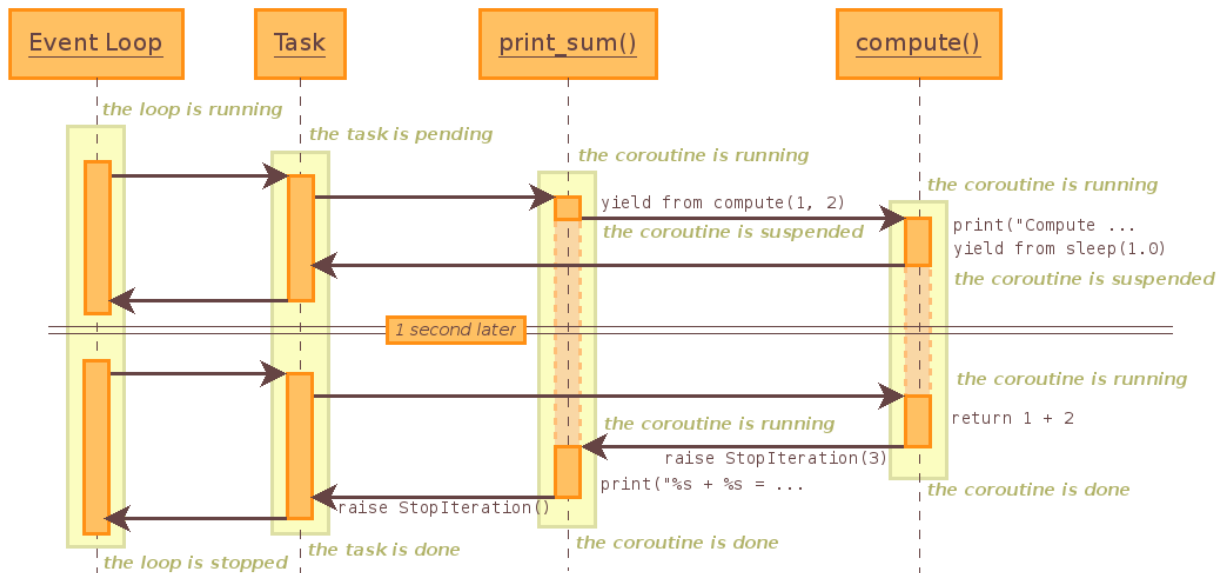 Event Loop
Task
print_sum()
compute()
the loop is running
the task is pending
the coroutine is running
the coroutine is running
yield from compute(1, 2)
the coroutine is suspended
print("Compute ...
yield from sleep(1.0)
the coroutine is suspended
1 second later
the coroutine is running
return 1 + 2
the coroutine is running
raise StopIteration(3)
print("%s + %s = ...
the coroutine is done
raise StopIteration()
the coroutine is done
the task is done
the loop is stopped